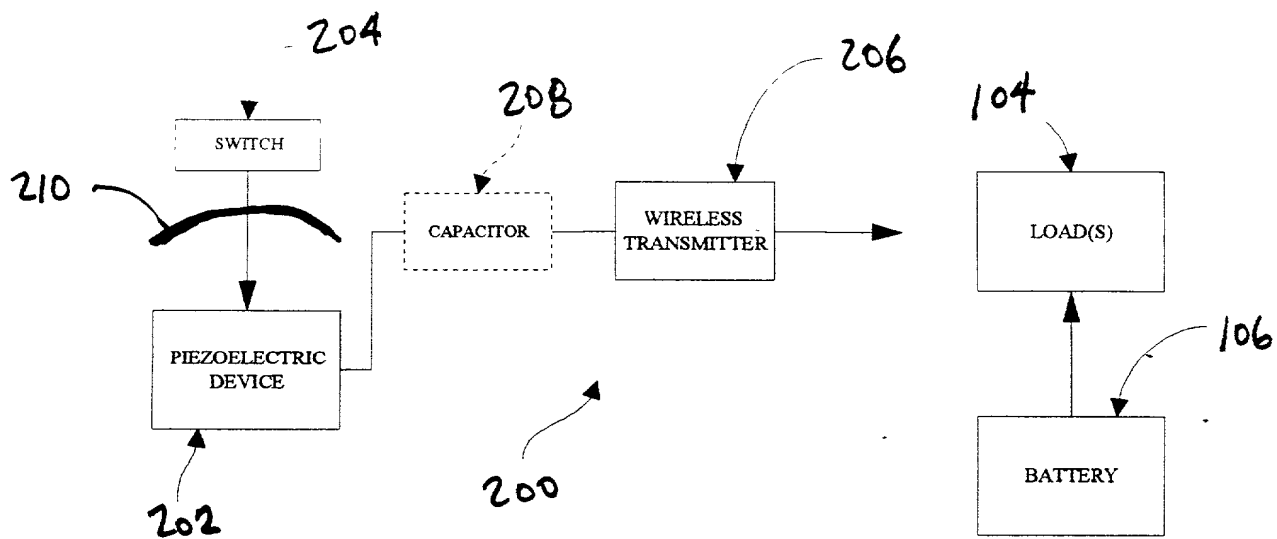 204
206
208
104
SWITCH
210
CAPACITOR
WIRELESS
TRANSMITTER
LOAD(S)
PIEZOELECTRIC
DEVICE
106
200
BATTERY
202